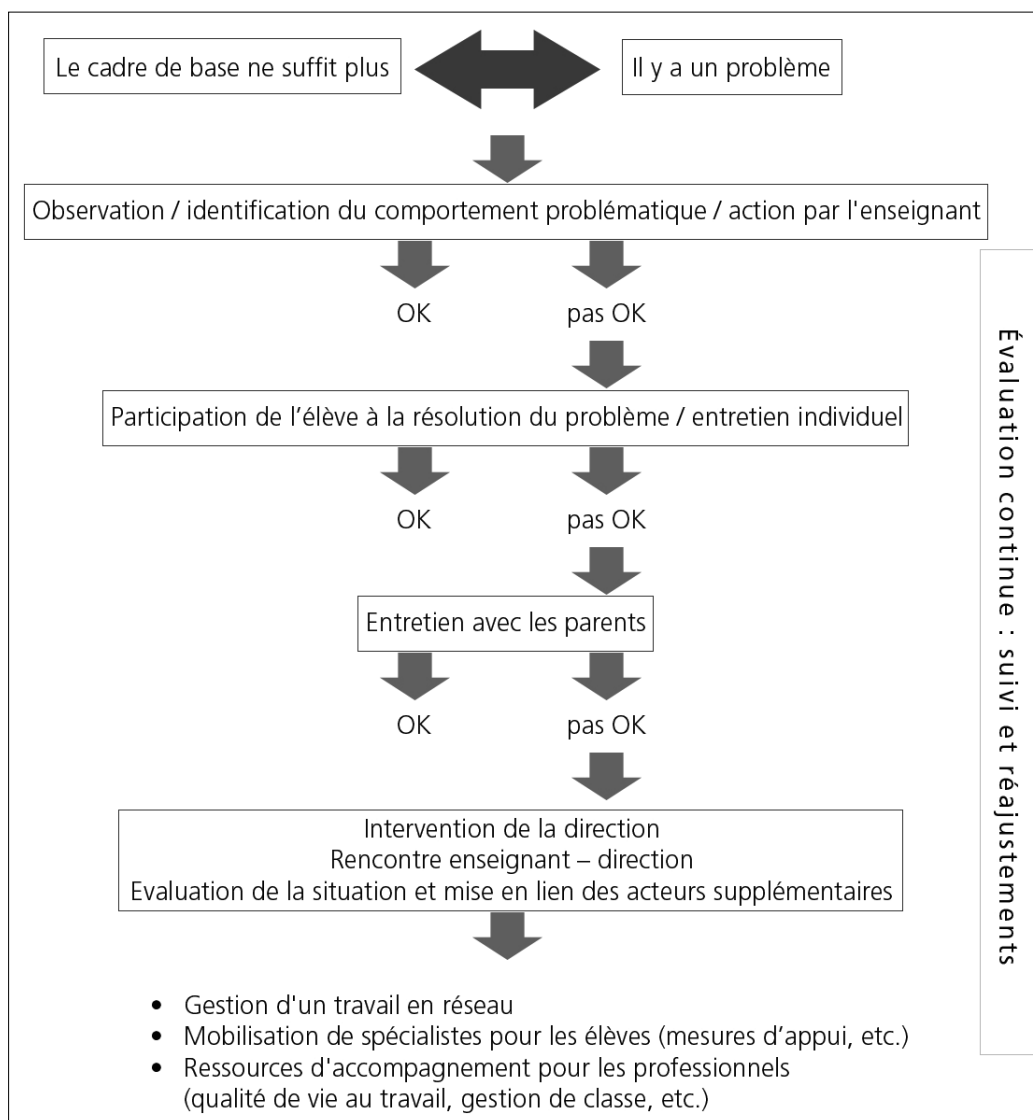 Le cadre de base ne suffit plus
Il y a un problème
Observation / identification du comportement problématique / action par l'enseignant
OK
pas OK
Participation de l’élève à la résolution du problème / entretien individuel
OK
pas OK
Entretien avec les parents
OK
pas OK
Intervention de la direction
Rencontre enseignant – direction
Evaluation de la situation et mise en lien des acteurs supplémentaires
• Gestion d'un travail en réseau
• Mobilisation de spécialistes pour les élèves (mesures d’appui, etc.)
• Ressources d'accompagnement pour les professionnels
(qualité de vie au travail, gestion de classe, etc.)
Évaluation continue : suivi et réajustements